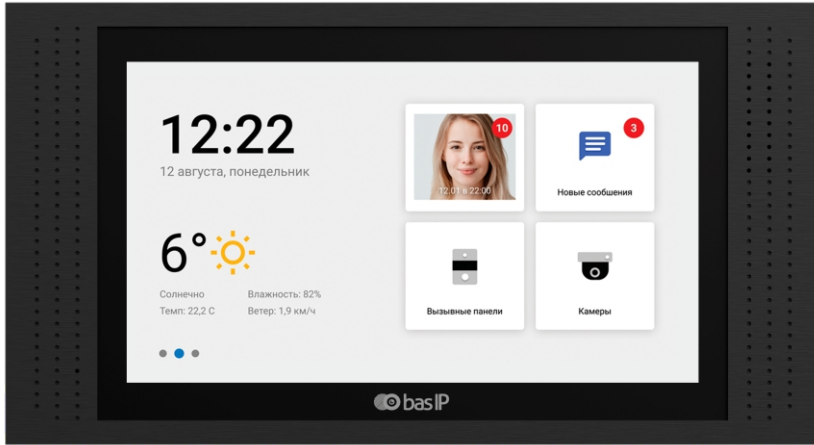 12:22
12 августа, понедельник
6°
Солнечно
Влажность: 82%
Темп: 22,2 C
Ветер: 1,9 км/ч
10
12.01 в 22:00
3
Новые сообшения
Вызывные панели
Камеры
bas IP